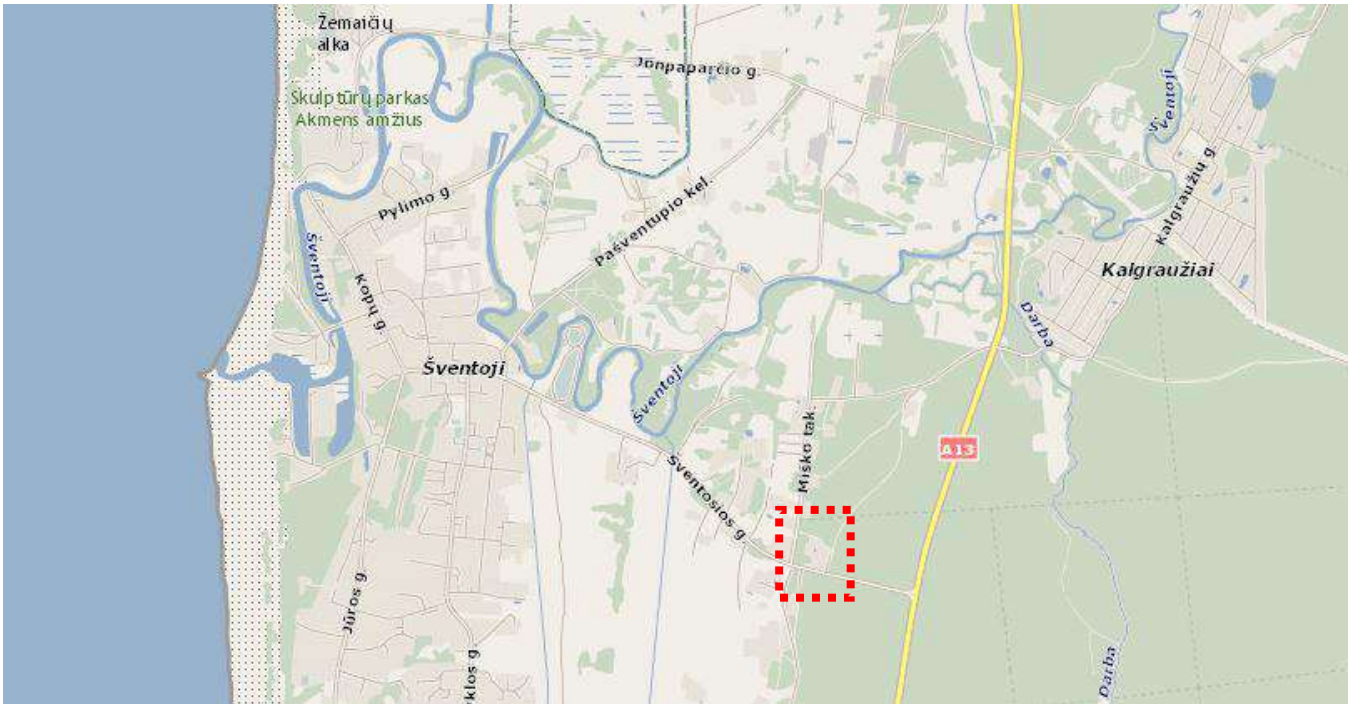 Žemaičių
alka
Jonpaparčio g.
Skulptūrų parkas
Akmens amžius
Šventoji
Kalgraužių g.
Pylimo g.
Pašventupio kel.
Šventoji
Kopų g.
Kalgraužiai
Darba
Šventoji
Šventoji
Miško tak.
A13
Šventosios g.
Jūros g.
yklos g.
Darba